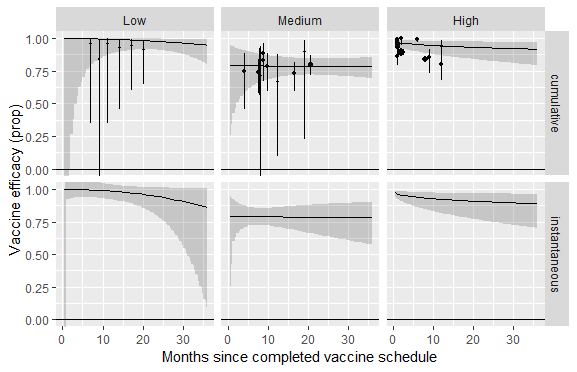 Low Medium High
1.00
0.75
0.50
0.25
0.00
cumulative
Vaccine efficacy (prop)
1.00
0.75
0.50
0.25
0.00
instantaneous
0 10 20 30 0 10 20 30 0 10 20 30
Months since completed vaccine schedule